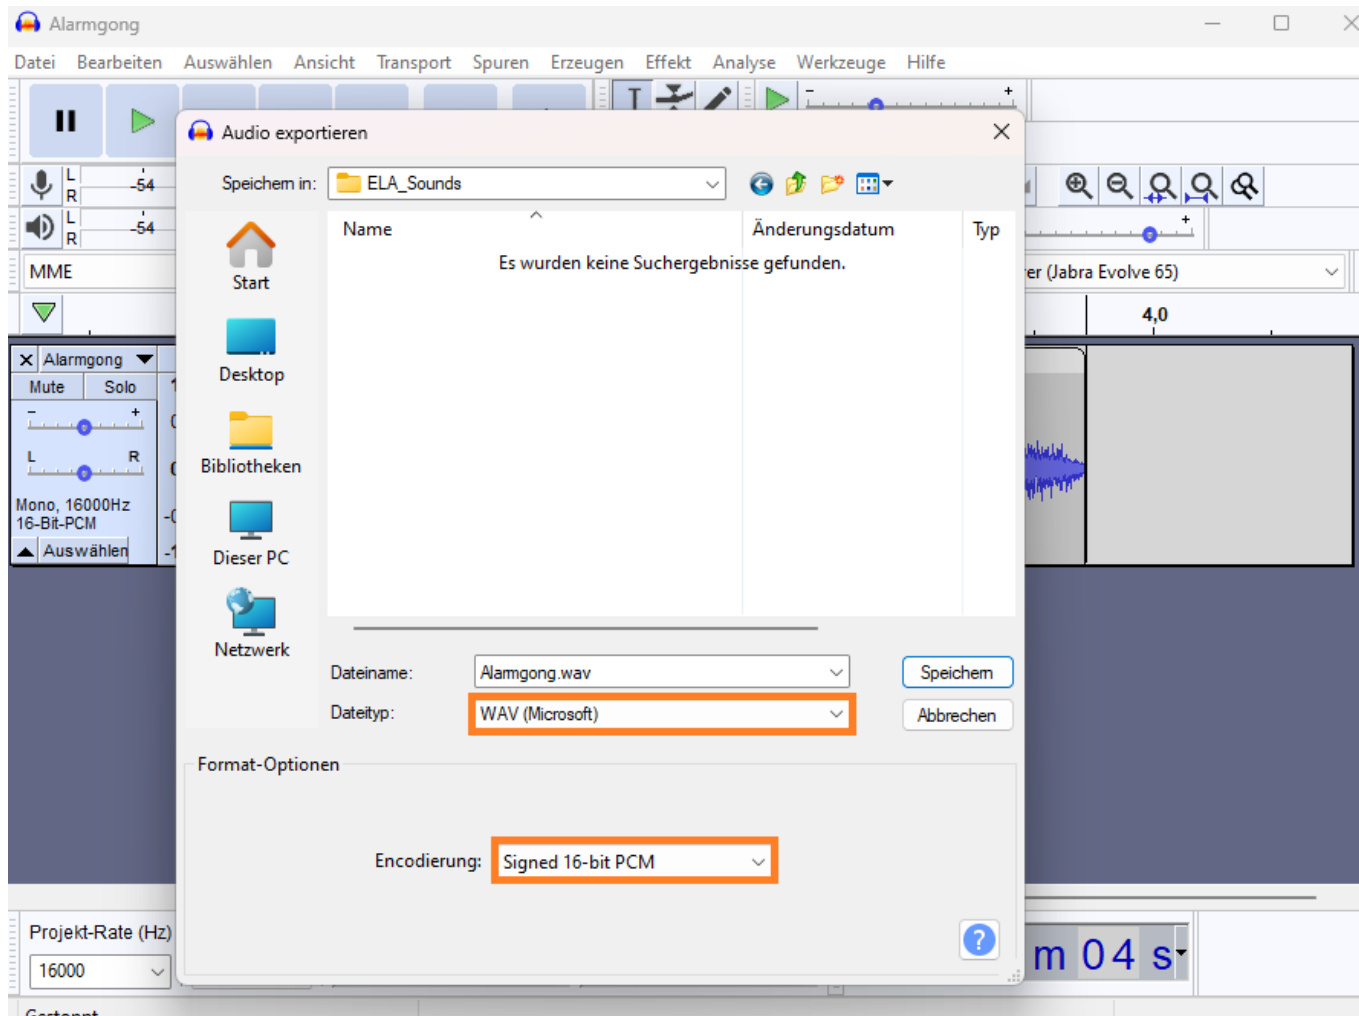 Alarmgong
Datei Bearbeiten Auswählen Ansicht Transport Spuren Erzeugen Effekt Analyse Werkzeuge Hilfe
Audio exportieren
Speichern in: ELA_Sounds
L
R
-54
L
R
-54
Name Änderungsdatum Typ
Es wurden keine Suchergebnisse gefunden.
MME
(Jabra Evolve 65)
4,0
Start
Desktop
Bibliotheken
Dieser PC
Netzwerk
Alarmgong
Mute Solo
- +
L R
Mono, 16000Hz
16-Bit-PCM
Auswählen
Dateiname: Alarmgong.wav Speichern
Dateityp: WAV (Microsoft) Abbrechen
Format-Optionen
Encodierung: Signed 16-bit PCM
Projekt-Rate (Hz)
16000
m 04 s